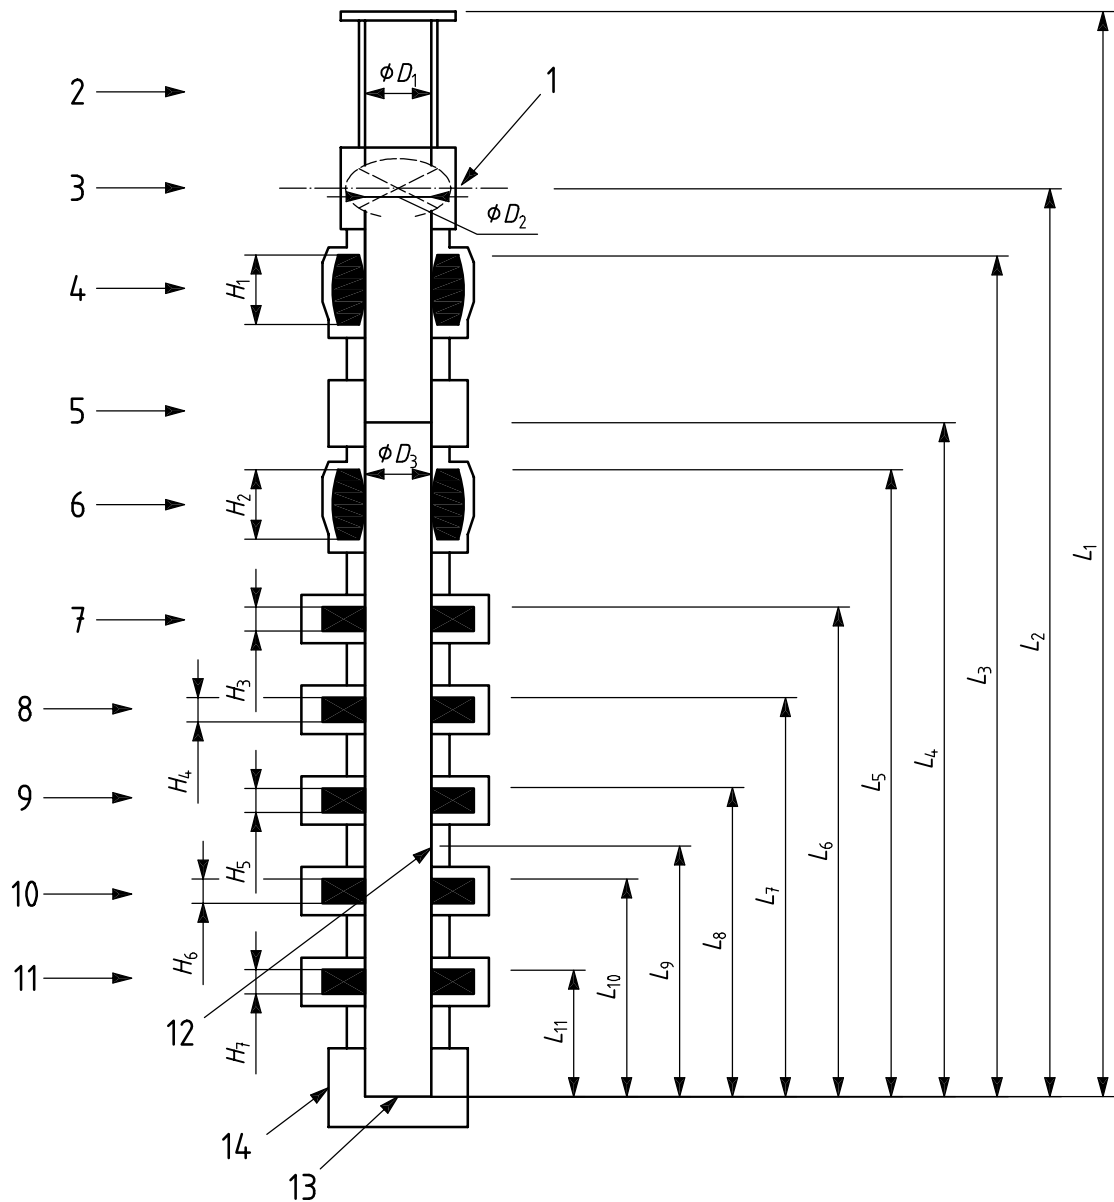 1
2
ϕD₁
3
ϕD₂
4
H₁
5
ϕD₃
6
H₂
7
H₃
8
H₄
9
H₅
10
H₆
11
H₇
12
13
14
L₁
L₂
L₃
L₄
L₅
L₆
L₇
L₈
L₉
L₁₀
L₁₁